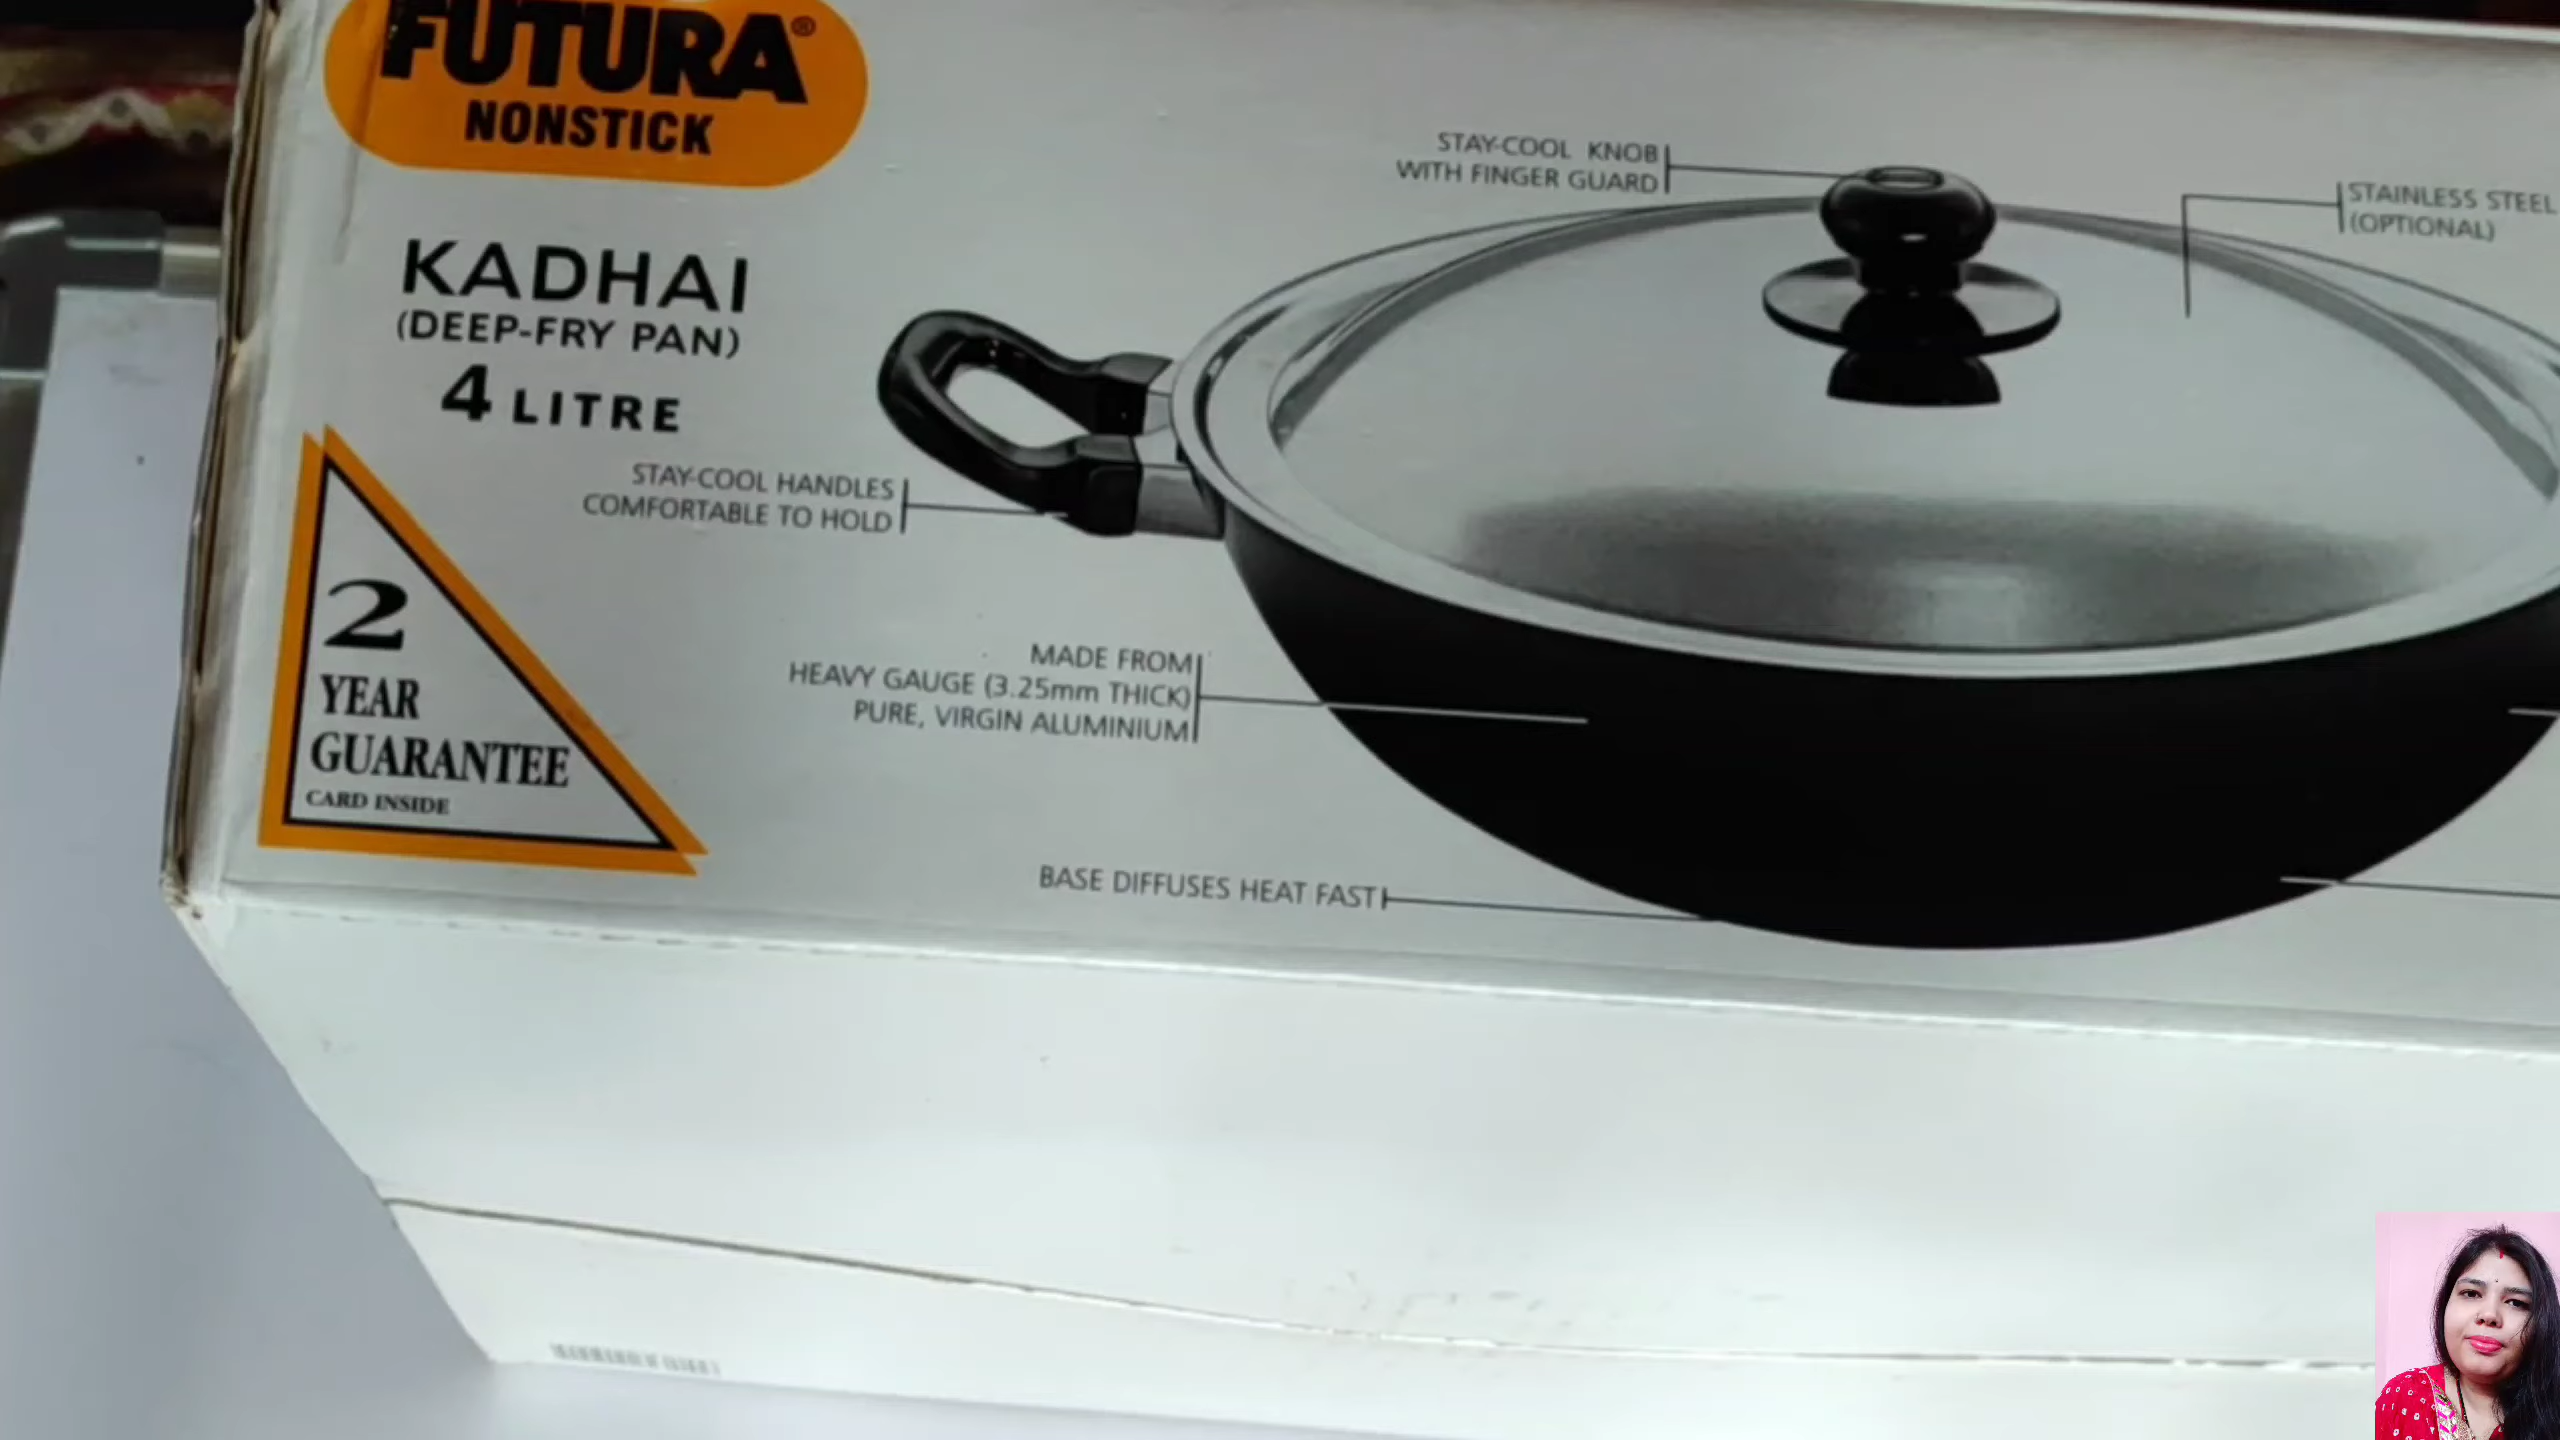 FUTURA®
NONSTICK
KADHAI
(DEEP-FRY PAN)
4 LITRE
STAY-COOL KNOB
WITH FINGER GUARD
STAINLESS STEEL
(OPTIONAL)
STAY-COOL HANDLES
COMFORTABLE TO HOLD
2
YEAR
GUARANTEE
CARD INSIDE
MADE FROM
HEAVY GAUGE (3.25mm THICK)
PURE, VIRGIN ALUMINIUM
BASE DIFFUSES HEAT FAST